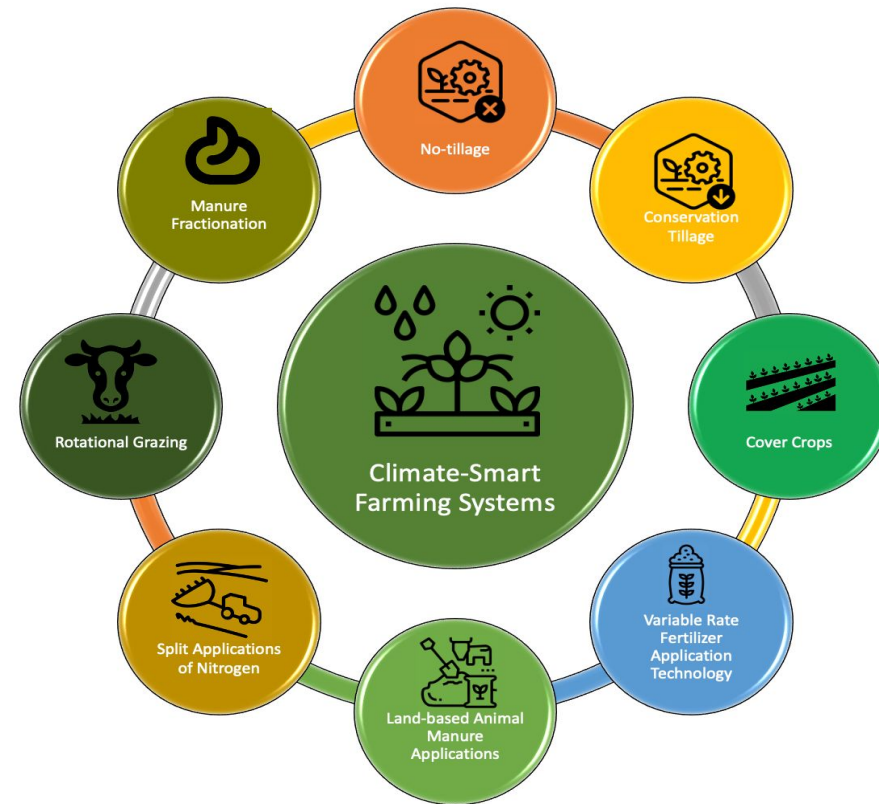 No-tillage
Conservation
Tillage
Cover Crops
Variable Rate
Fertilizer
Application
Technology
Land-based Animal
Manure
Applications
Split Applications
of Nitrogen
Rotational Grazing
Manure
Fractionation
Climate-Smart
Farming Systems